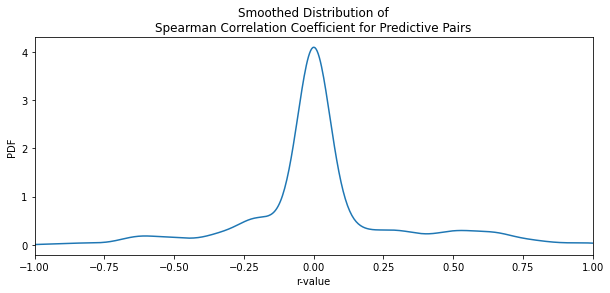 Smoothed Distribution of
Spearman Correlation Coefficient for Predictive Pairs
4
3
2
1
0
PDF
−1.00 −0.75 −0.50 −0.25 0.00 0.25 0.50 0.75 1.00
r-value